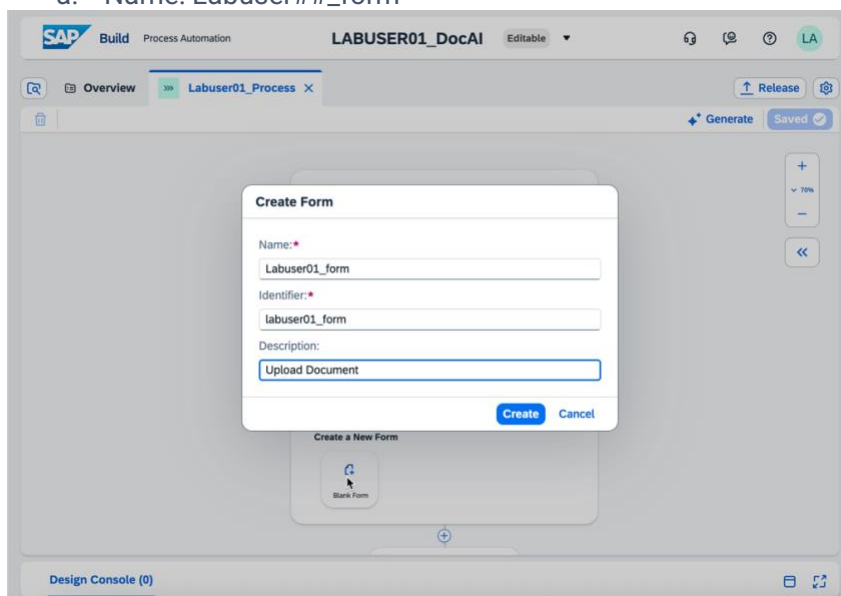 a. Name: Labuser##_form
SAP Build Process Automation LABUSER01_DocAI Editable LA
Overview Labuser01_Process Release
Generate Saved
70%
Create Form
Name:*
Labuser01_form
Identifier:*
labuser01_form
Description:
Upload Document
Create Cancel
Create a New Form
Blank Form
Design Console (0)